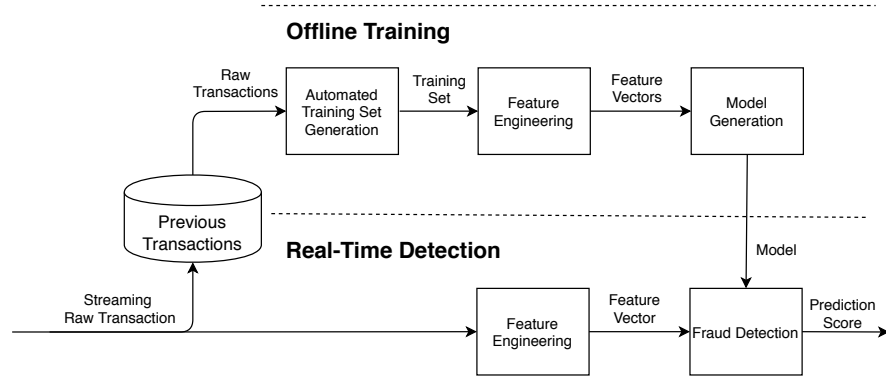 Offline Training
Raw
Transactions
Automated
Training Set
Generation
Training
Set
Feature
Engineering
Feature
Vectors
Model
Generation
Previous
Transactions
Real-Time Detection
Model
Streaming
Raw Transaction
Feature
Engineering
Feature
Vector
Fraud Detection
Prediction
Score